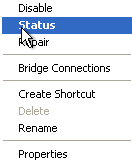 Disable
Status
Repair
Bridge Connections
Create Shortcut
Delete
Rename
Properties